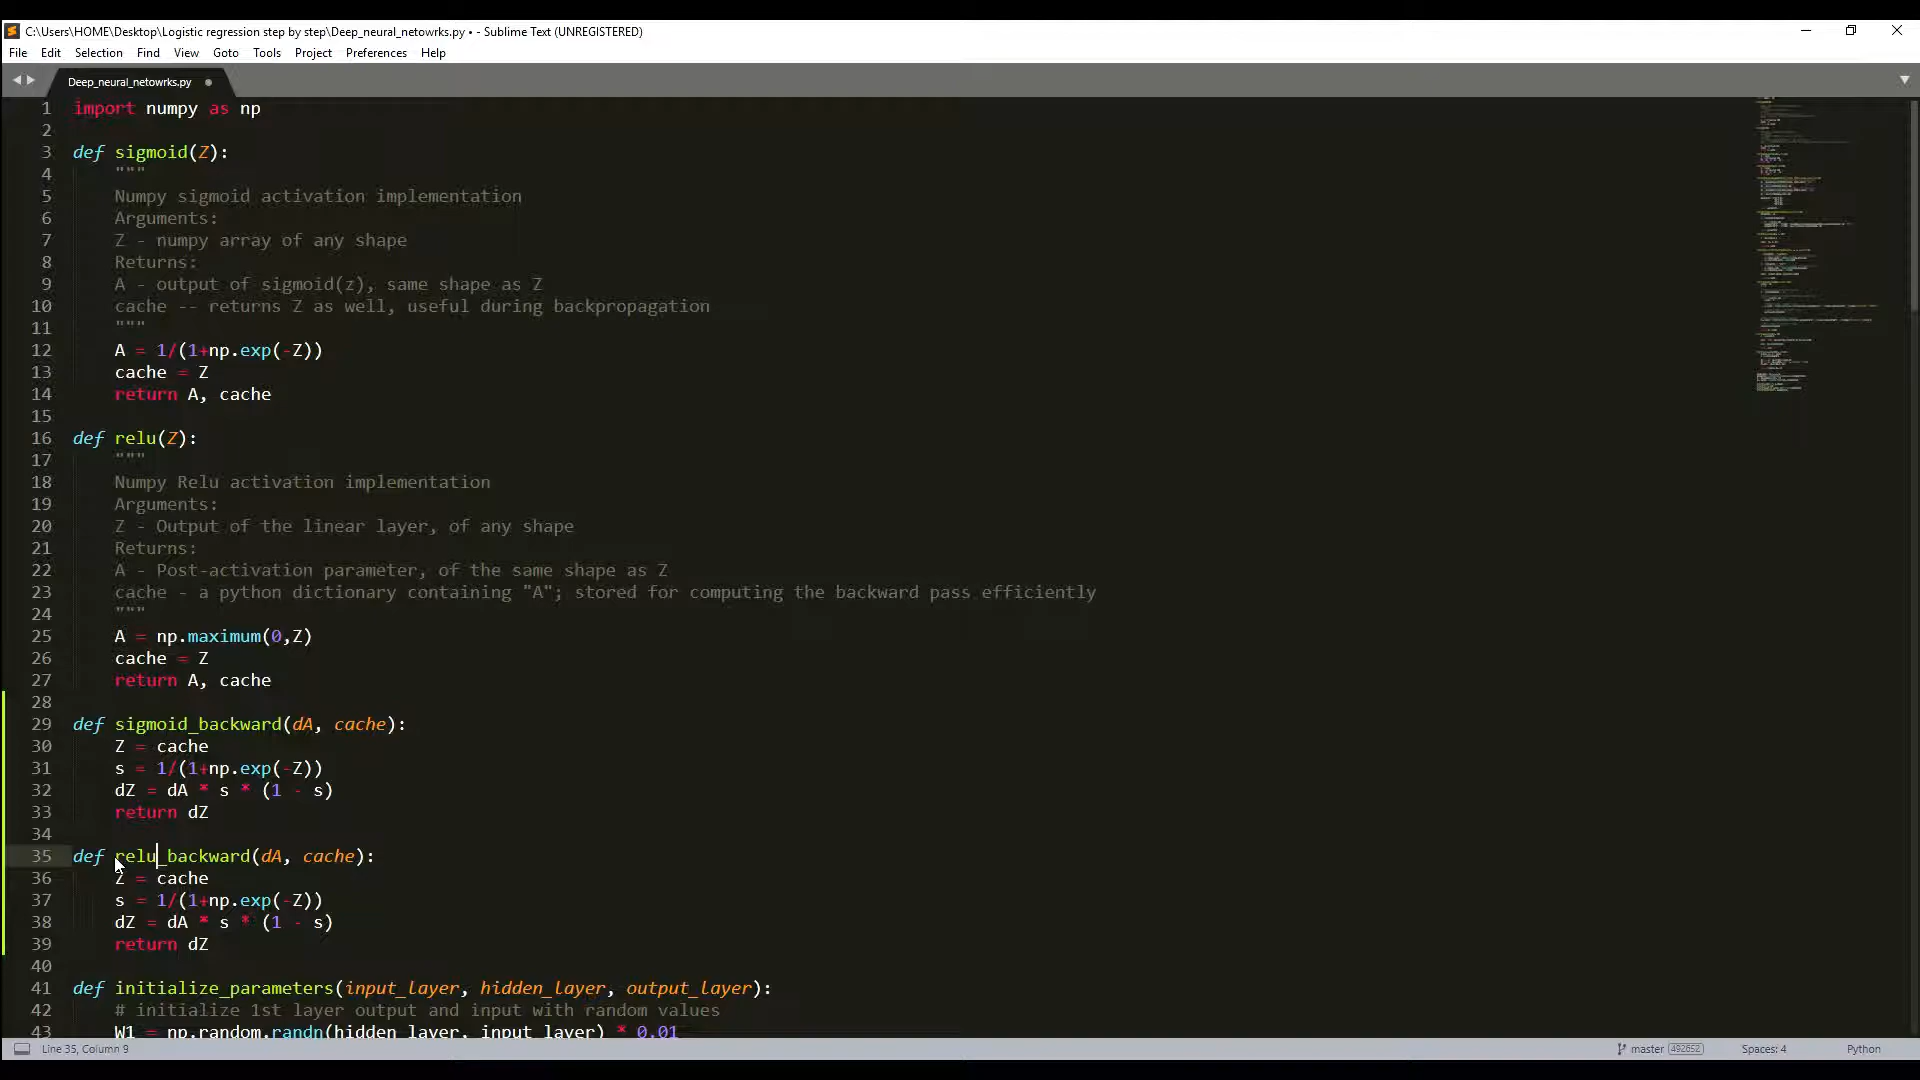 C:\Users\HOME\Desktop\Logistic regression step by step\Deep_neural_netowrks.py • - Sublime Text (UNREGISTERED)
File Edit Selection Find View Goto Tools Project Preferences Help
Deep_neural_netowrks.py
1 import numpy as np
2
3 def sigmoid(Z):
4 """
5 Numpy sigmoid activation implementation
6 Arguments:
7 Z - numpy array of any shape
8 Returns:
9 A - output of sigmoid(z), same shape as Z
10 cache -- returns Z as well, useful during backpropagation
11 """
12 A = 1/(1+np.exp(-Z))
13 cache = Z
14 return A, cache
15
16 def relu(Z):
17 """
18 Numpy Relu activation implementation
19 Arguments:
20 Z - Output of the linear layer, of any shape
21 Returns:
22 A - Post-activation parameter, of the same shape as Z
23 cache - a python dictionary containing "A"; stored for computing the backward pass efficiently
24 """
25 A = np.maximum(0,Z)
26 cache = Z
27 return A, cache
28
29 def sigmoid_backward(dA, cache):
30 Z = cache
31 s = 1/(1+np.exp(-Z))
32 dZ = dA * s * (1 - s)
33 return dZ
34
35 def relu_backward(dA, cache):
36 Z = cache
37 s = 1/(1+np.exp(-Z))
38 dZ = dA * s * (1 - s)
39 return dZ
40
41 def initialize_parameters(input_layer, hidden_layer, output_layer):
42 # initialize 1st layer output and input with random values
43 W1 = np.random.randn(hidden_layer, input_layer) * 0.01
Line 35, Column 9
master 492652 Spaces: 4 Python